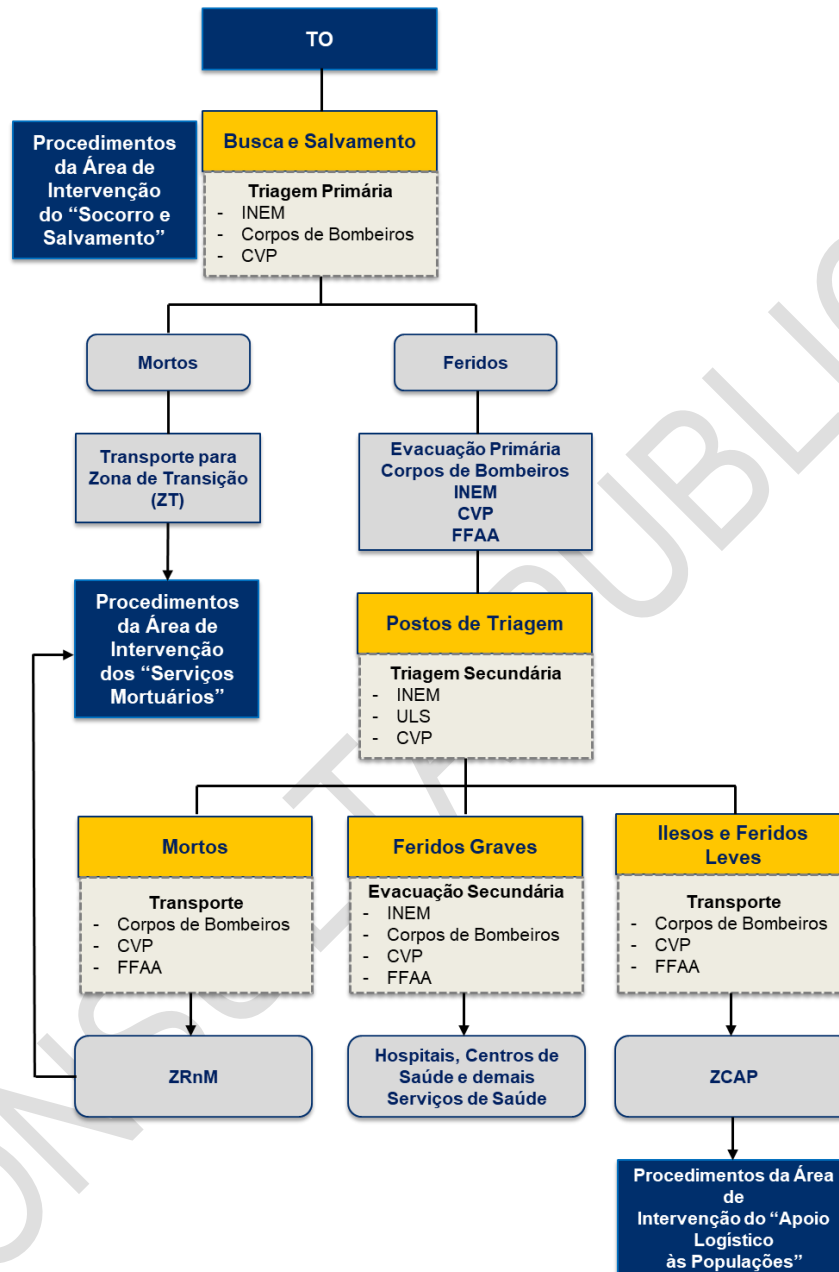 TO
Procedimentos
da Área de
Intervenção
do “Socorro e
Salvamento”
Busca e Salvamento
Triagem Primária
- INEM
- Corpos de Bombeiros
- CVP
Mortos
Feridos
Transporte para
Zona de Transição
(ZT)
Evacuação Primária
Corpos de Bombeiros
INEM
CVP
FFAA
Procedimentos
da Área de
Intervenção
dos “Serviços
Mortuários”
Postos de Triagem
Triagem Secundária
- INEM
- ULS
- CVP
Mortos
Transporte
- Corpos de Bombeiros
- CVP
- FFAA
Feridos Graves
Evacuação Secundária
- INEM
- Corpos de Bombeiros
- CVP
- FFAA
Ilesos e Feridos
Leves
Transporte
- Corpos de Bombeiros
- CVP
- FFAA
ZRnM
Hospitais, Centros de
Saúde e demais
Serviços de Saúde
ZCAP
Procedimentos da Área
de
Intervenção do “Apoio
Logístico
às Populações”